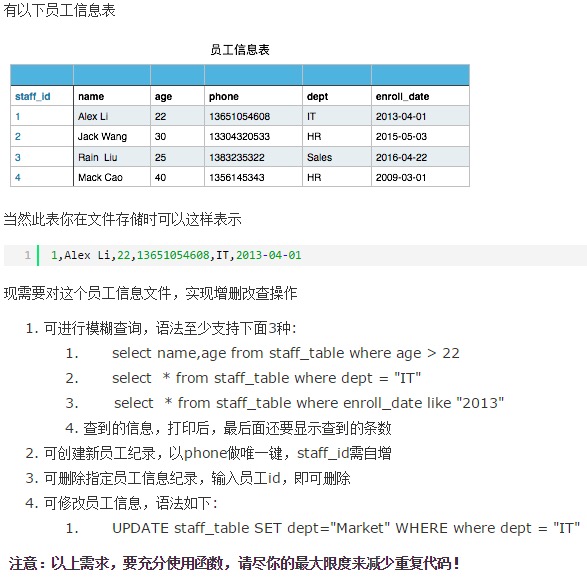 有以下员工信息表
员工信息表
staff_id name age phone dept enroll_date
1 Alex Li 22 13651054608 IT 2013-04-01
2 Jack Wang 30 13304320533 HR 2015-05-03
3 Rain Liu 25 1383235322 Sales 2016-04-22
4 Mack Cao 40 1356145343 HR 2009-03-01
当然此表你在文件存储时可以这样表示
1 1,Alex Li,22,13651054608,IT,2013-04-01
现需要对这个员工信息文件，实现增删改查操作
1. 可进行模糊查询，语法至少支持下面3种:
1. select name,age from staff_table where age > 22
2. select * from staff_table where dept = "IT"
3. select * from staff_table where enroll_date like "2013"
4. 查到的信息，打印后，最后面还要显示查到的条数
2. 可创建新员工纪录，以phone做唯一键，staff_id需自增
3. 可删除指定员工信息纪录，输入员工id，即可删除
4. 可修改员工信息，语法如下:
1. UPDATE staff_table SET dept="Market" WHERE where dept = "IT"
注意：以上需求，要充分使用函数，请尽你的最大限度来减少重复代码！